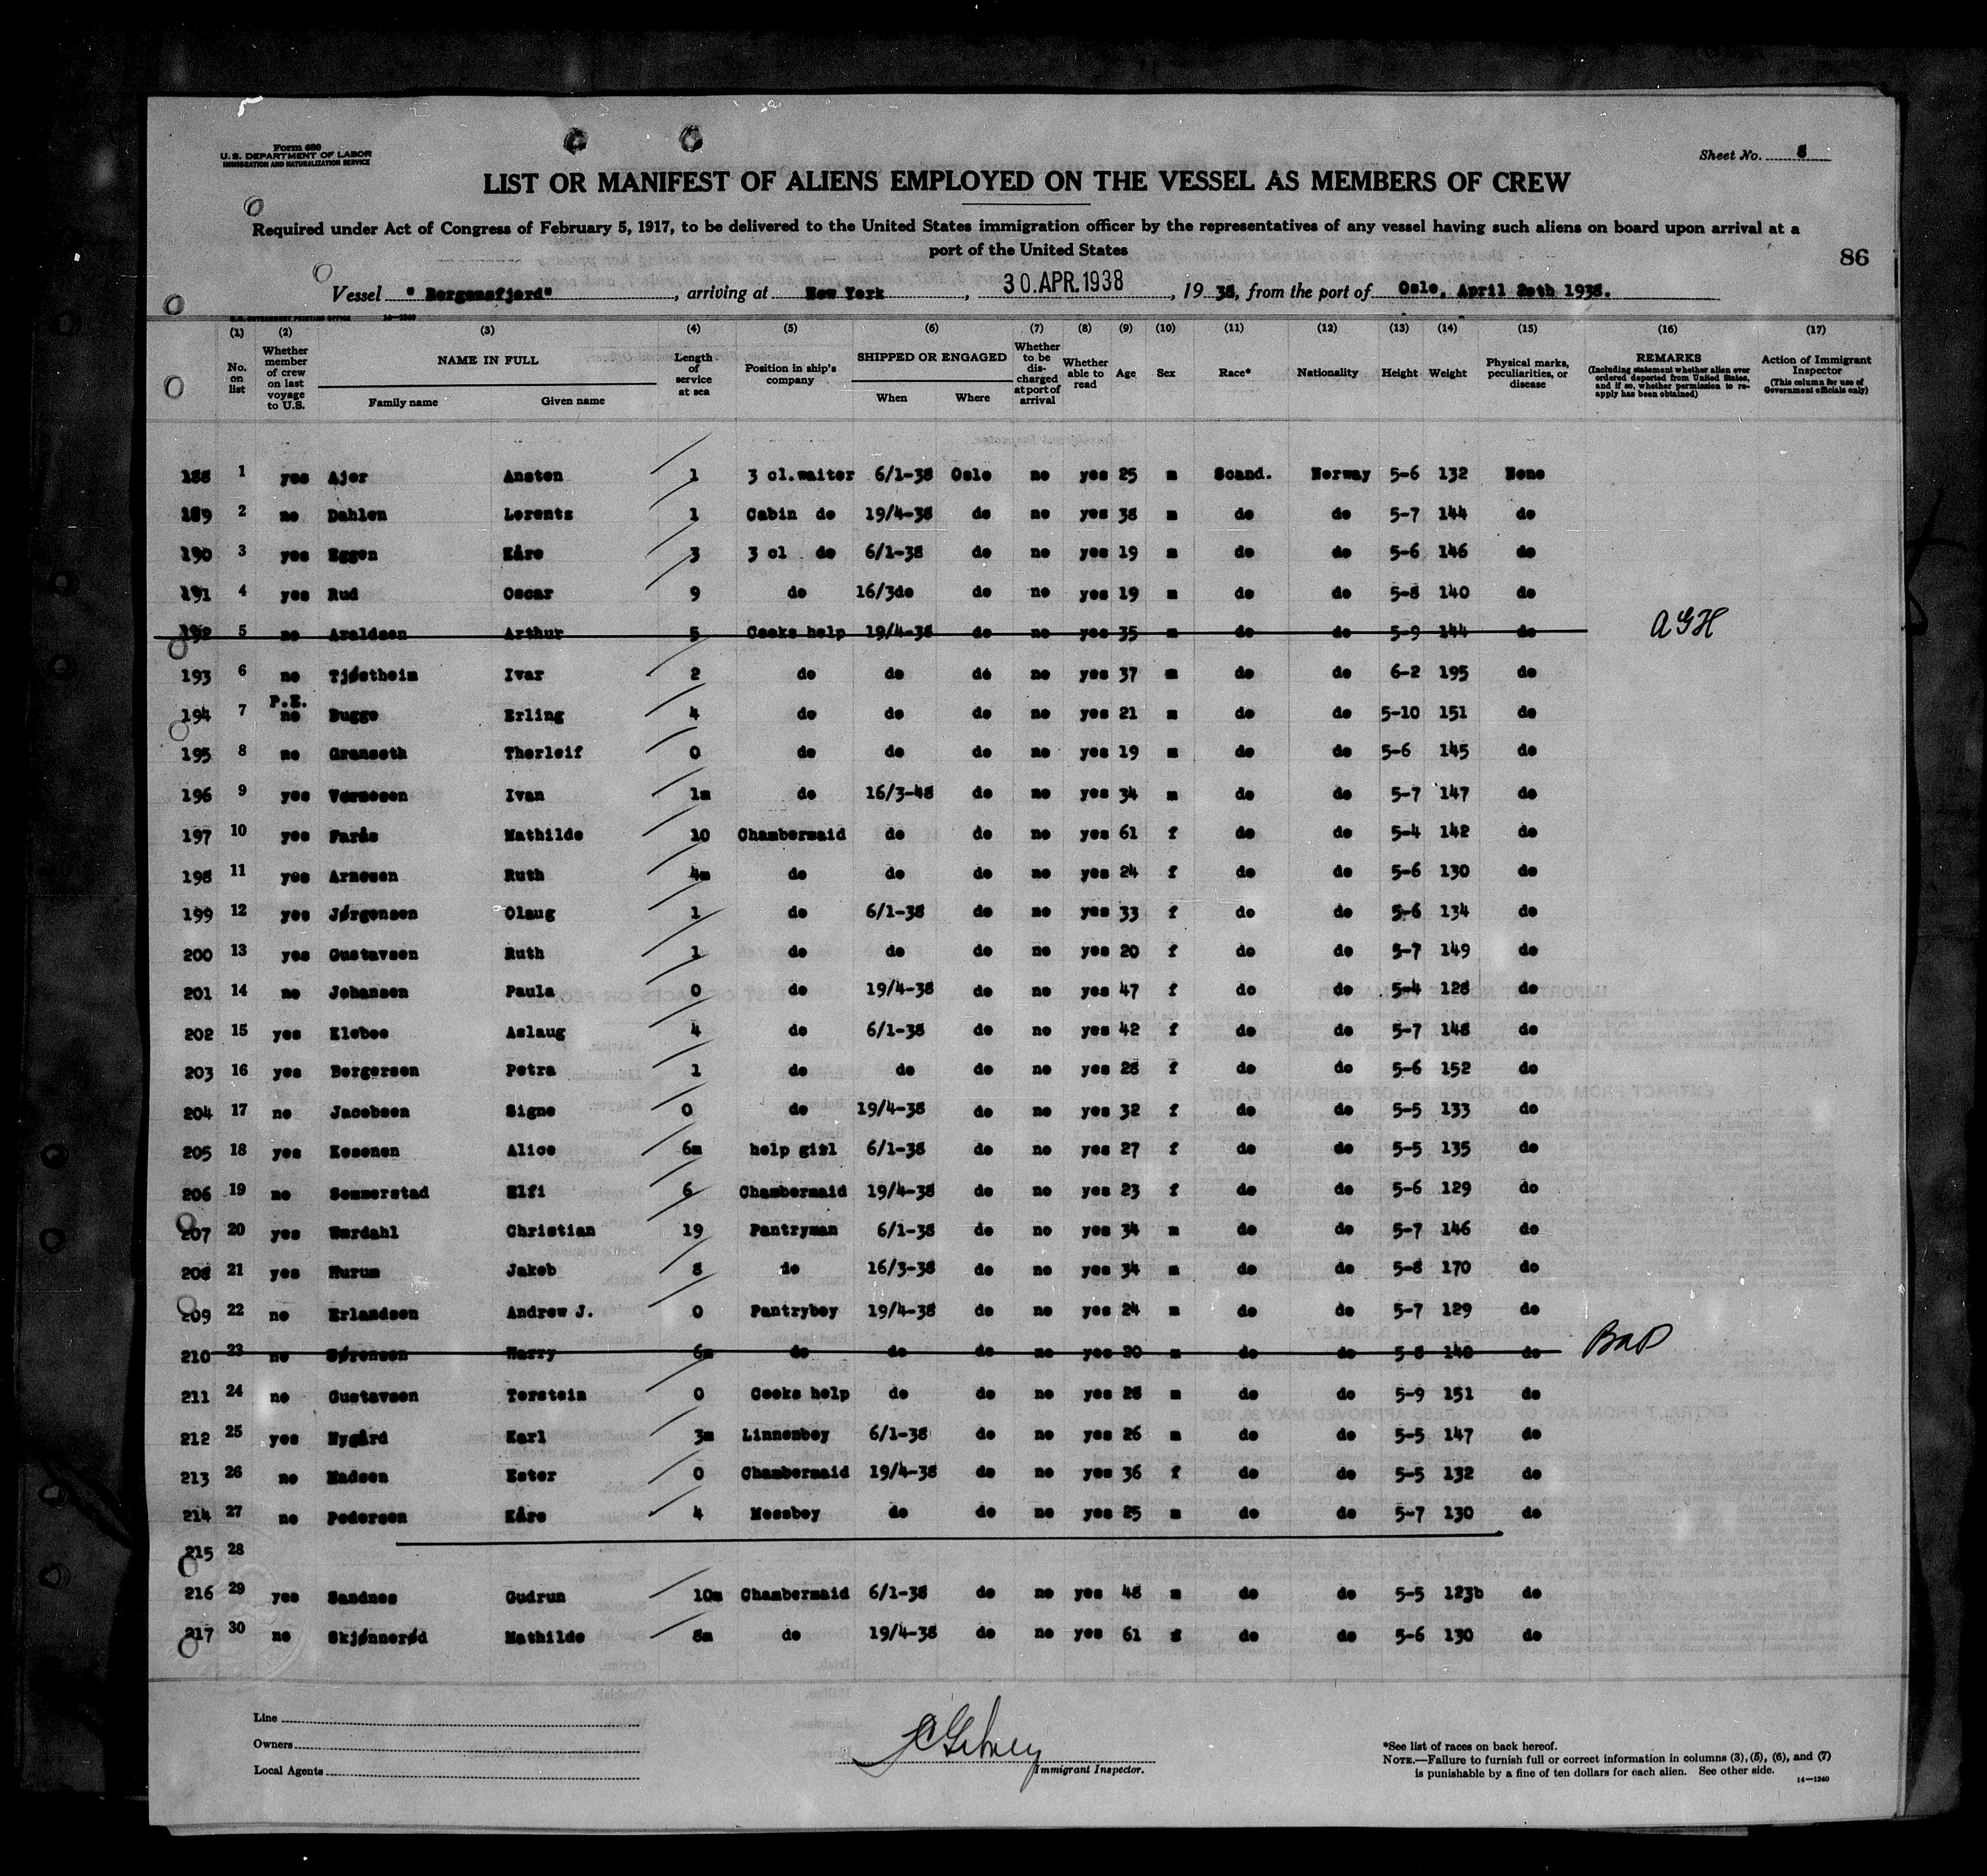 Form 680
U.S. DEPARTMENT OF LABOR
IMMIGRATION AND NATURALIZATION SERVICE
Sheet No. 8
LIST OR MANIFEST OF ALIENS EMPLOYED ON THE VESSEL AS MEMBERS OF CREW
Required under Act of Congress of February 5, 1917, to be delivered to the United States immigration officer by the representatives of any vessel having such aliens on board upon arrival at a
port of the United States
86
Vessel " Bergensfjord", arriving at New York, 30.APR.1938, 1938, from the port of Oslo, April 20th 1938.
(1) (2) (3) (4) (5) (6) (7) (8) (9) (10) (11) (12) (13) (14) (15) (16) (17)
No. on list Whether member of crew on last voyage to U.S. NAME IN FULL Family name Given name Length of service at sea Position in ship's company SHIPPED OR ENGAGED When Where Whether to be discharged at port of arrival Whether able to read Age Sex Race* Nationality Height Weight Physical marks, peculiarities, or disease REMARKS (Including statement whether alien ever ordered deported from United States, and if so, whether permission to re-apply has been obtained) Action of Immigrant Inspector (This column for use of Government officials only)
188 1 yes Ajer Ansten 1 3 cl.waiter 6/1-38 Oslo no yes 25 m Scand. Norway 5-6 132 None
189 2 no Dahlen Lorentz 1 Cabin do 19/4-38 do no yes 38 m do do 5-7 144 do
190 3 yes Eggen Kåre 3 3 cl do 6/1-38 do no yes 19 m do do 5-6 146 do
191 4 yes Rud Oscar 9 do 16/3do do no yes 19 m do do 5-8 140 do
192 5 no Araldsen Arthur 5 Cooks help 19/4-38 do no yes 35 m do do 5-9 144 do AGH
193 6 no Tjøstheim Ivar 2 do do do no yes 37 m do do 6-2 195 do
P.E.
194 7 no Bugge Erling 4 do do do no yes 21 m do do 5-10 151 do
195 8 no Granseth Thorleif 0 do do do no yes 19 m do do 5-6 145 do
196 9 yes Vermesen Ivan 1m do 16/3-48 do no yes 34 m do do 5-7 147 do
197 10 yes Farås Mathilde 10 Chambermaid do do no yes 61 f do do 5-4 142 do
198 11 yes Arnesen Ruth 4m do do do no yes 24 f do do 5-6 130 do
199 12 yes Jørgensen Olaug 1 do 6/1-38 do no yes 33 f do do 5-6 134 do
200 13 yes Gustavsen Ruth 1 do do do no yes 20 f do do 5-7 149 do
201 14 no Johansen Paula 0 do 19/4-38 do no yes 47 f do do 5-4 128 do
202 15 yes Kleboe Aslaug 4 do 6/1-38 do no yes 42 f do do 5-7 148 do
203 16 yes Borgersen Petra 1 do do do no yes 28 f do do 5-6 152 do
204 17 no Jacobsen Signe 0 do 19/4-38 do no yes 32 f do do 5-5 133 do
205 18 yes Kosonen Alice 6m help girl 6/1-38 do no yes 27 f do do 5-5 135 do
206 19 no Sommerstad Elfi 6 Chambermaid 19/4-38 do no yes 23 f do do 5-6 129 do
207 20 yes Nordahl Christian 19 Pantryman 6/1-38 do no yes 34 m do do 5-7 146 do
208 21 yes Hurum Jakob 8 do 16/3-38 do no yes 34 m do do 5-8 170 do
209 22 no Erlandsen Andrew J. 0 Pantryboy 19/4-38 do no yes 24 m do do 5-7 129 do
210 23 no Sørensen Harry 6m do do do no yes 20 m do do 5-8 140 do
211 24 no Gustavsen Torstein 0 Cooks help do do no yes 28 m do do 5-9 151 do
212 25 yes Nygård Karl 3m Linnenboy 6/1-38 do no yes 26 m do do 5-5 147 do
213 26 no Madsen Ester 0 Chambermaid 19/4-38 do no yes 36 f do do 5-5 132 do
214 27 no Pedersen Kåre 4 Messboy do do no yes 25 m do do 5-7 130 do
215 28
216 29 yes Sandnes Gudrun 10m Chambermaid 6/1-38 do no yes 48 m do do 5-5 123b do
217 30 no Skjønnerød Mathilde 8m do 19/4-38 do no yes 61 do do 5-6 130 do
Line
Owners
Local Agents
Immigrant Inspector.
*See list of races on back hereof.
NOTE.—Failure to furnish full or correct information in columns (3), (5), (6), and (7)
is punishable by a fine of ten dollars for each alien. See other side.
14—1240